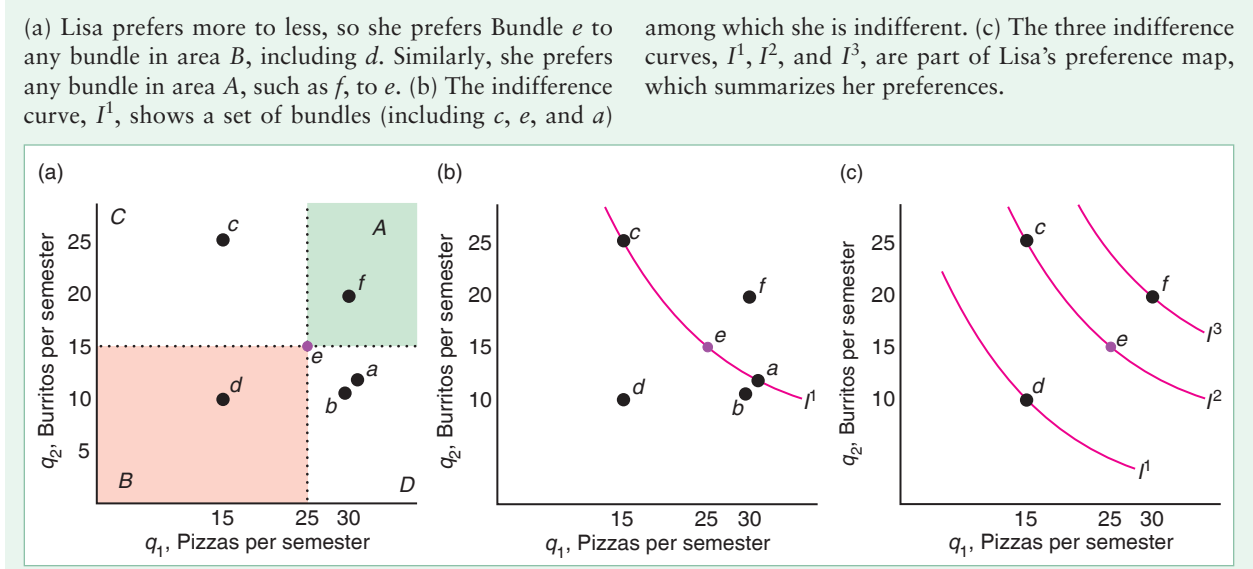 (a) Lisa prefers more to less, so she prefers Bundle e to
any bundle in area B, including d. Similarly, she prefers
any bundle in area A, such as f, to e. (b) The indifference
curve, I¹, shows a set of bundles (including c, e, and a)
among which she is indifferent. (c) The three indifference
curves, I¹, I², and I³, are part of Lisa’s preference map,
which summarizes her preferences.
(a)
q₂, Burritos per semester
25
20
15
10
5
C
c
A
f
e
d
a
b
B
D
15 25 30
q₁, Pizzas per semester
(b)
q₂, Burritos per semester
25
20
15
10
c
f
e
d
a
b
I¹
15 25 30
q₁, Pizzas per semester
(c)
q₂, Burritos per semester
25
20
15
10
c
f
e
I³
d
I²
I¹
15 25 30
q₁, Pizzas per semester